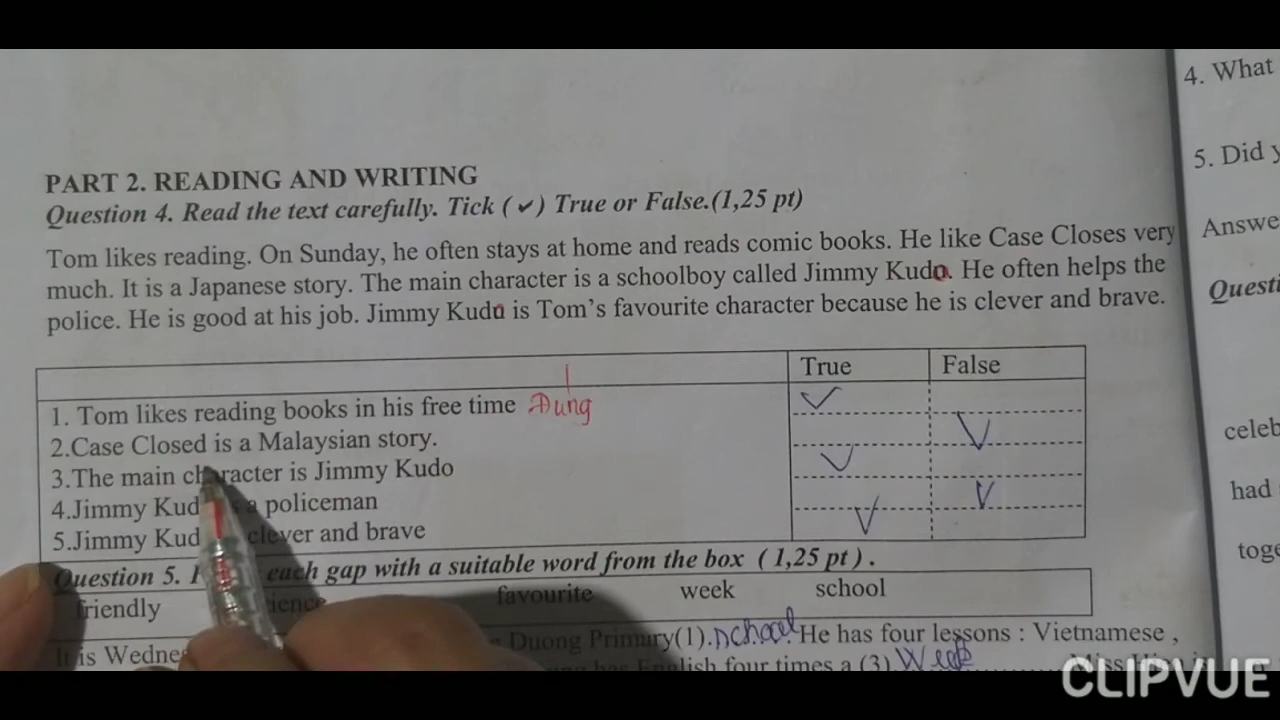 PART 2. READING AND WRITING
Question 4. Read the text carefully. Tick (✔) True or False.(1,25 pt)
Tom likes reading. On Sunday, he often stays at home and reads comic books. He like Case Closes very
much. It is a Japanese story. The main character is a schoolboy called Jimmy Kudo. He often helps the
police. He is good at his job. Jimmy Kudo is Tom's favourite character because he is clever and brave.
True False
1. Tom likes reading books in his free time Đung
2.Case Closed is a Malaysian story.
3.The main character is Jimmy Kudo
4.Jimmy policeman
5.Jimmy clever and brave
Question 5. each gap with a suitable word from the box ( 1,25 pt ).
friendly favourite week school
It is Duong Primary(1).school He has four lessons : Vietnamese ,
English four times a (3) Week
4. What
5. Did
Questi
had
CLIPVUE